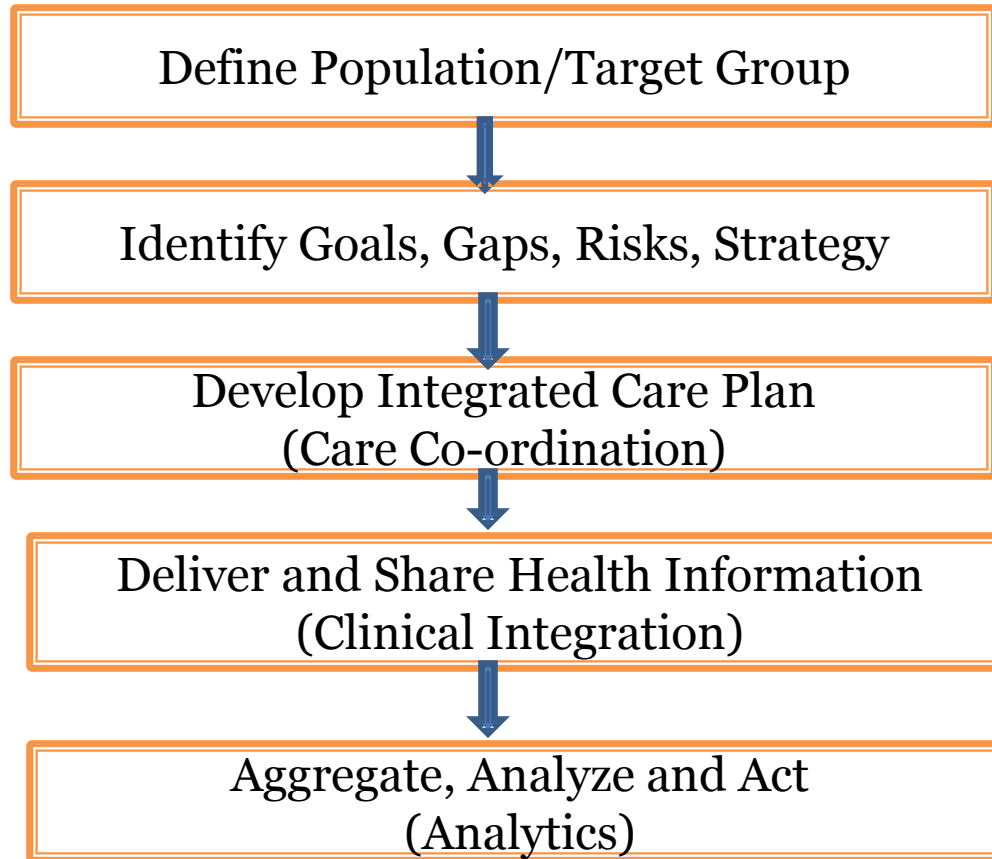 Define Population/Target Group
Identify Goals, Gaps, Risks, Strategy
Develop Integrated Care Plan
(Care Co-ordination)
Deliver and Share Health Information
(Clinical Integration)
Aggregate, Analyze and Act
(Analytics)